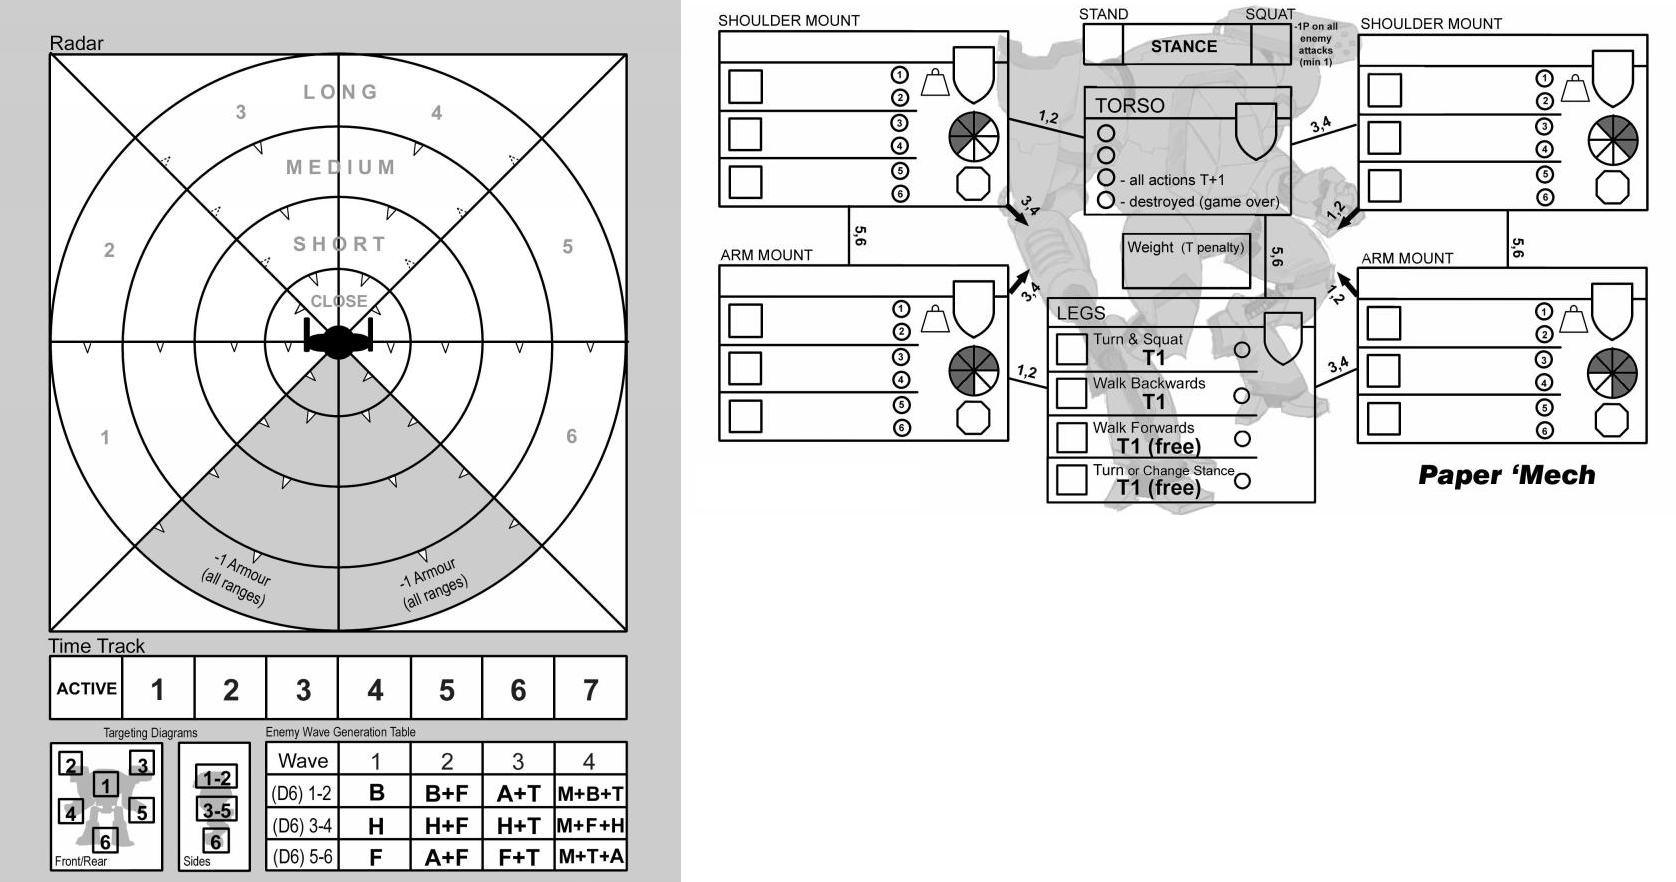 Radar
LONG
3
4
MEDIUM
2
SHORT
5
CLOSE
1
6
-1 Armour
(all ranges)
-1 Armour
(all ranges)
Time Track
ACTIVE 1 2 3 4 5 6 7
Targeting Diagrams
2
3
1
4
5
6
Front/Rear
1-2
3-5
6
Sides
Enemy Wave Generation Table
Wave 1 2 3 4
(D6) 1-2 B B+F A+T M+B+T
(D6) 3-4 H H+F H+T M+F+H
(D6) 5-6 F A+F F+T M+T+A
SHOULDER MOUNT
1
2
3
4
5
6
1,2
3,4
5,6
STAND
SQUAT
STANCE
-1P on all
enemy
attacks
(min 1)
TORSO
- all actions T+1
- destroyed (game over)
Weight (T penalty)
5,6
SHOULDER MOUNT
1
2
3
4
5
6
3,4
1,2
5,6
ARM MOUNT
1
2
3
4
5
6
3,4
1,2
LEGS
Turn & Squat
T1
Walk Backwards
T1
Walk Forwards
T1 (free)
Turn or Change Stance
T1 (free)
ARM MOUNT
1
2
3
4
5
6
1,2
3,4
Paper ‘Mech